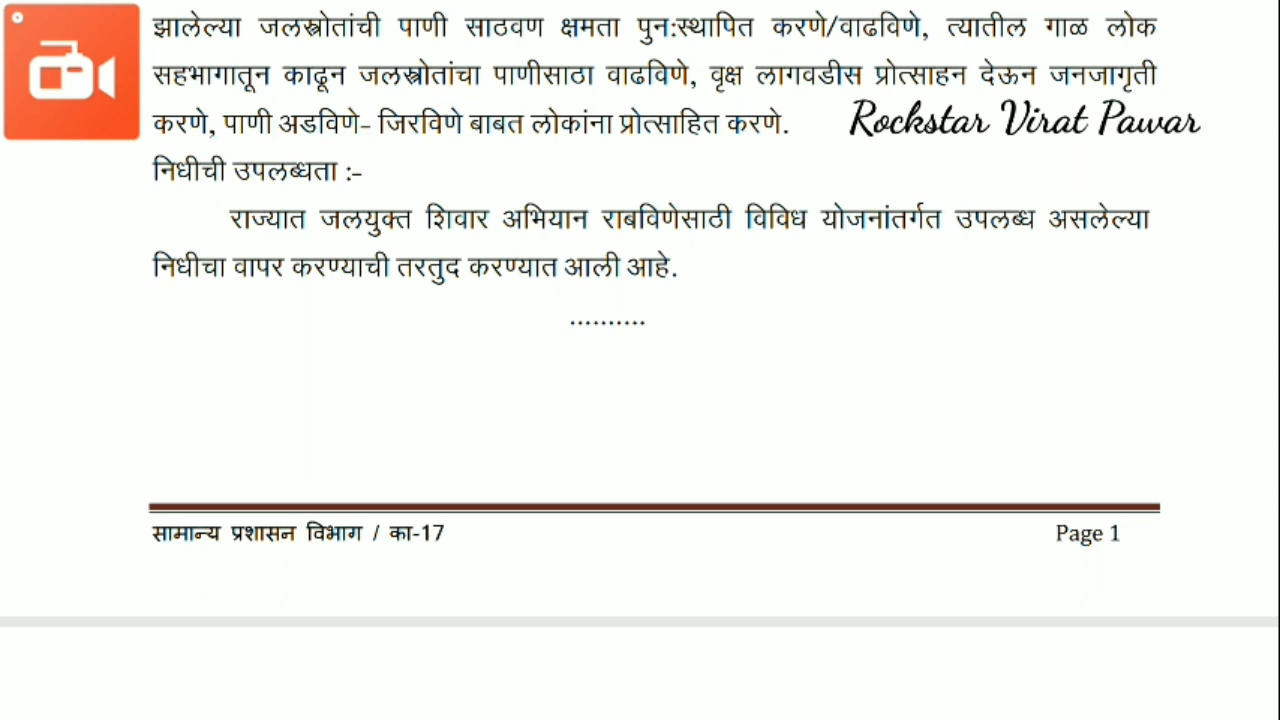 झालेल्या जलस्त्रोतांची पाणी साठवण क्षमता पुन:स्थापित करणे/वाढविणे, त्यातील गाळ लोक
सहभागातून काढून जलस्त्रोतांचा पाणीसाठा वाढविणे, वृक्ष लागवडीस प्रोत्साहन देऊन जनजागृती
करणे, पाणी अडविणे- जिरविणे बाबत लोकांना प्रोत्साहित करणे.
Rockstar Virat Pawar
निधीची उपलब्धता :-
राज्यात जलयुक्त शिवार अभियान राबविणेसाठी विविध योजनांतर्गत उपलब्ध असलेल्या
निधीचा वापर करण्याची तरतुद करण्यात आली आहे.
..........
सामान्य प्रशासन विभाग / का-17 Page 1